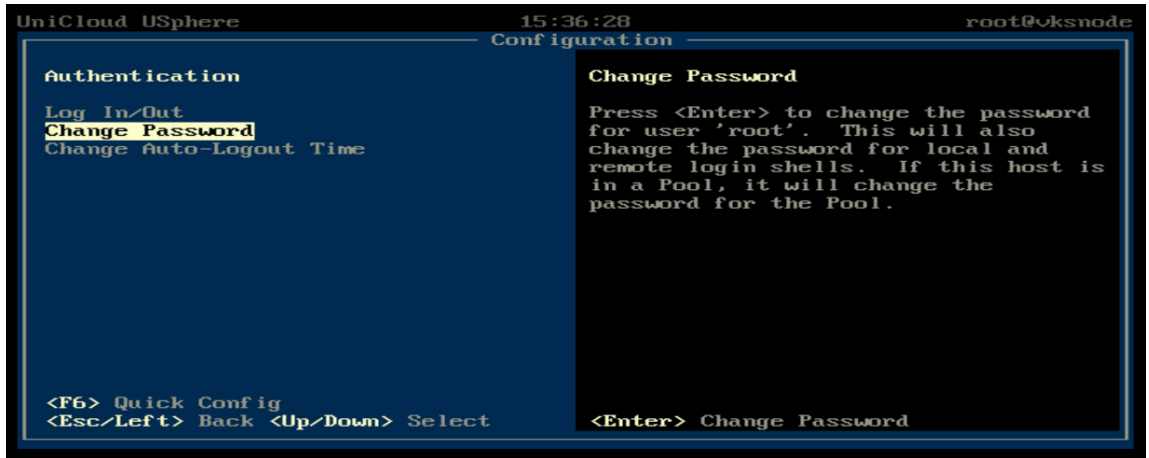 UniCloud USphere 15:36:28 root@vksnode
Configuration
Authentication
Log In/Out
Change Password
Change Auto-Logout Time
<F6> Quick Config
<Esc/Left> Back <Up/Down> Select
Change Password
Press <Enter> to change the password
for user 'root'. This will also
change the password for local and
remote login shells. If this host is
in a Pool, it will change the
password for the Pool.
<Enter> Change Password